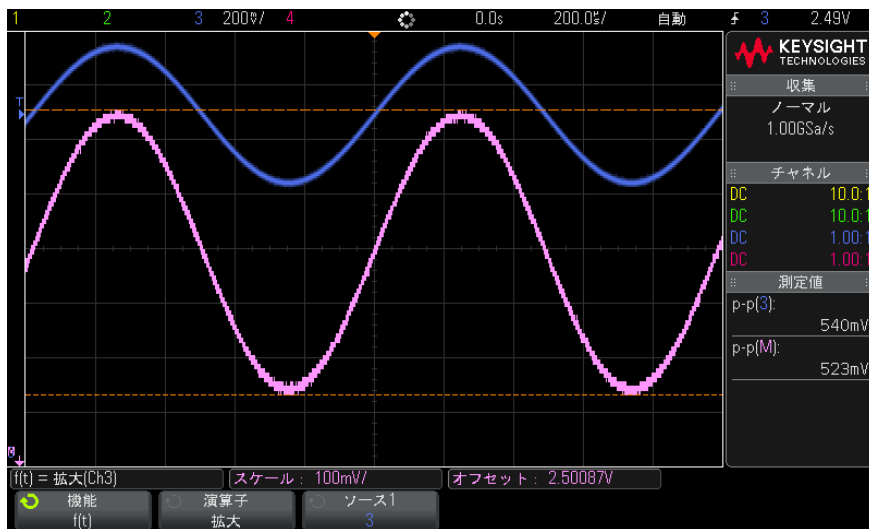 1 2 3 200㎷/ 4 0.0s 200.0㎲/ 自動 3 2.49V
KEYSIGHT
TECHNOLOGIES
収集
ノーマル
1.00GSa/s
チャネル
DC 10.0:1
DC 10.0:1
DC 1.00:1
DC 1.00:1
測定値
p-p(3):
540mV
p-p(M):
523mV
T
M
f(t) = 拡大(Ch3) スケール : 100mV/ オフセット : 2.50087V
機能 演算子 ソース1
f(t) 拡大 3